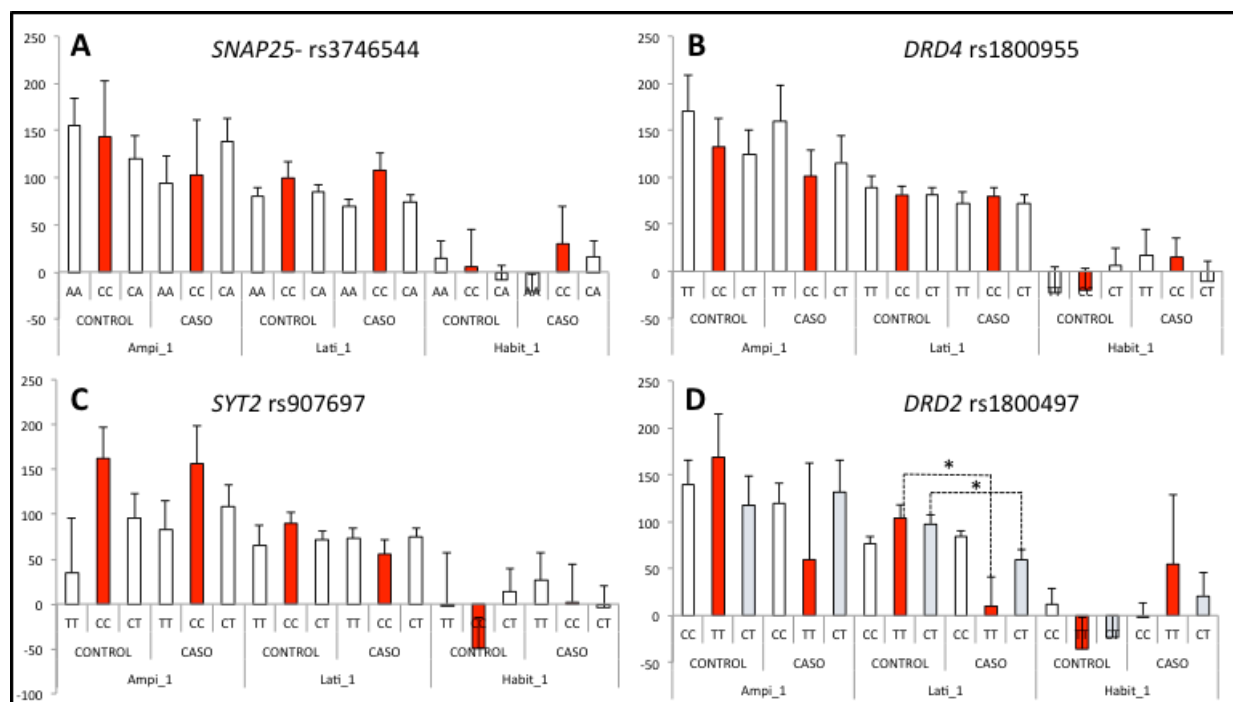 A
SNAP25- rs3746544
250
200
150
100
50
0
-50
AA CC CA AA CC CA AA CC CA AA CC CA AA CC CA AA CC CA
CONTROL CASO CONTROL CASO CONTROL CASO
Ampi_1 Lati_1 Habit_1
B
DRD4 rs1800955
250
200
150
100
50
0
-50
TT CC CT TT CC CT TT CC CT TT CC CT TT CC CT TT CC CT
CONTROL CASO CONTROL CASO CONTROL CASO
Ampi_1 Lati_1 Habit_1
C
SYT2 rs907697
250
200
150
100
50
0
-50
-100
TT CC CT TT CC CT TT CC CT TT CC CT TT CC CT TT CC CT
CONTROL CASO CONTROL CASO CONTROL CASO
Ampi_1 Lati_1 Habit_1
D
DRD2 rs1800497
250
200
150
100
50
0
-50
* 
*
CC TT CT CC TT CT CC TT CT CC TT CT CC TT CT CC TT CT
CONTROL CASO CONTROL CASO CONTROL CASO
Ampi_1 Lati_1 Habit_1